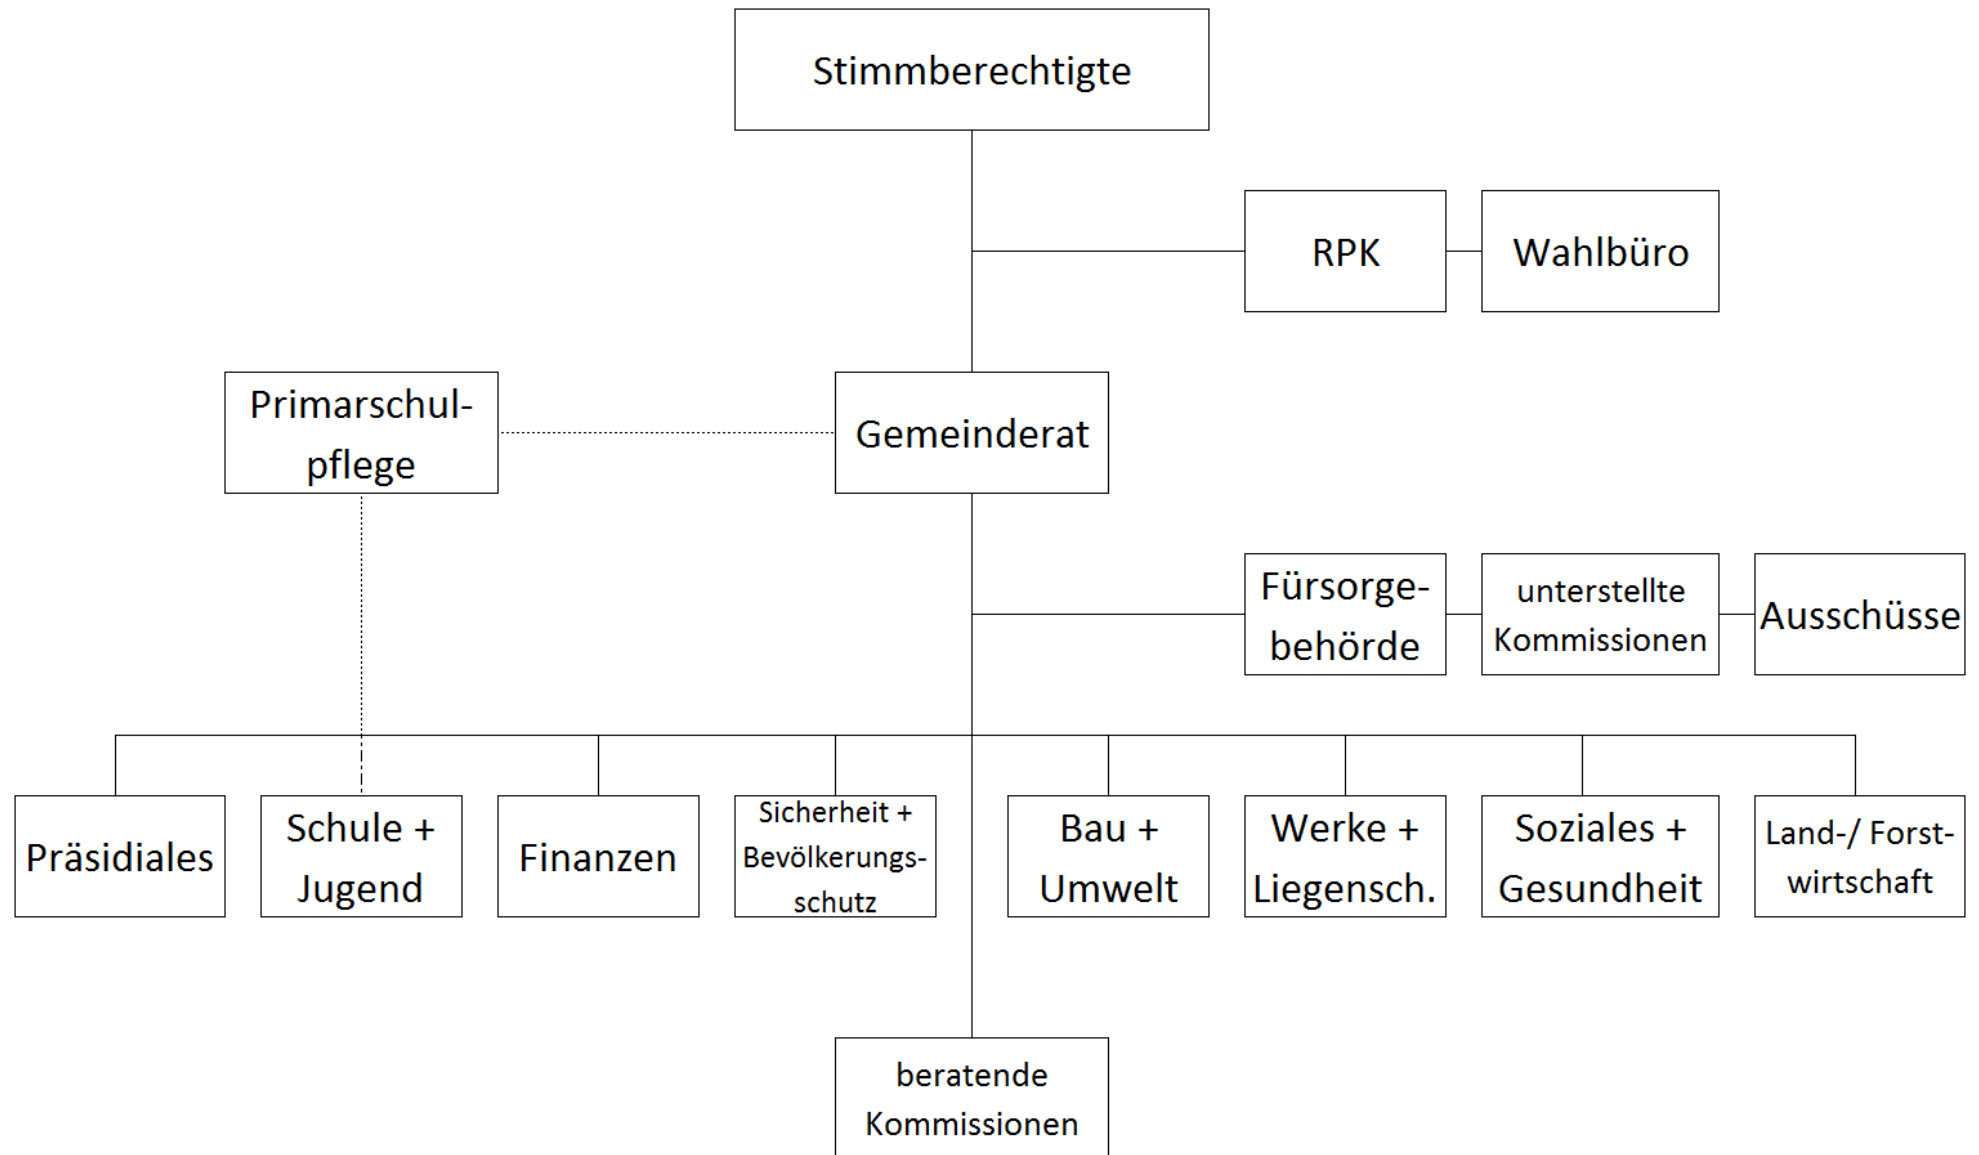 Stimmberechtigte
RPK
Wahlbüro
Primarschul-
pflege
Gemeinderat
Fürsorge-
behörde
unterstellte
Kommissionen
Ausschüsse
Präsidiales
Schule +
Jugend
Finanzen
Sicherheit +
Bevölkerungs-
schutz
Bau +
Umwelt
Werke +
Liegensch.
Soziales +
Gesundheit
Land-/ Forst-
wirtschaft
beratende
Kommissionen